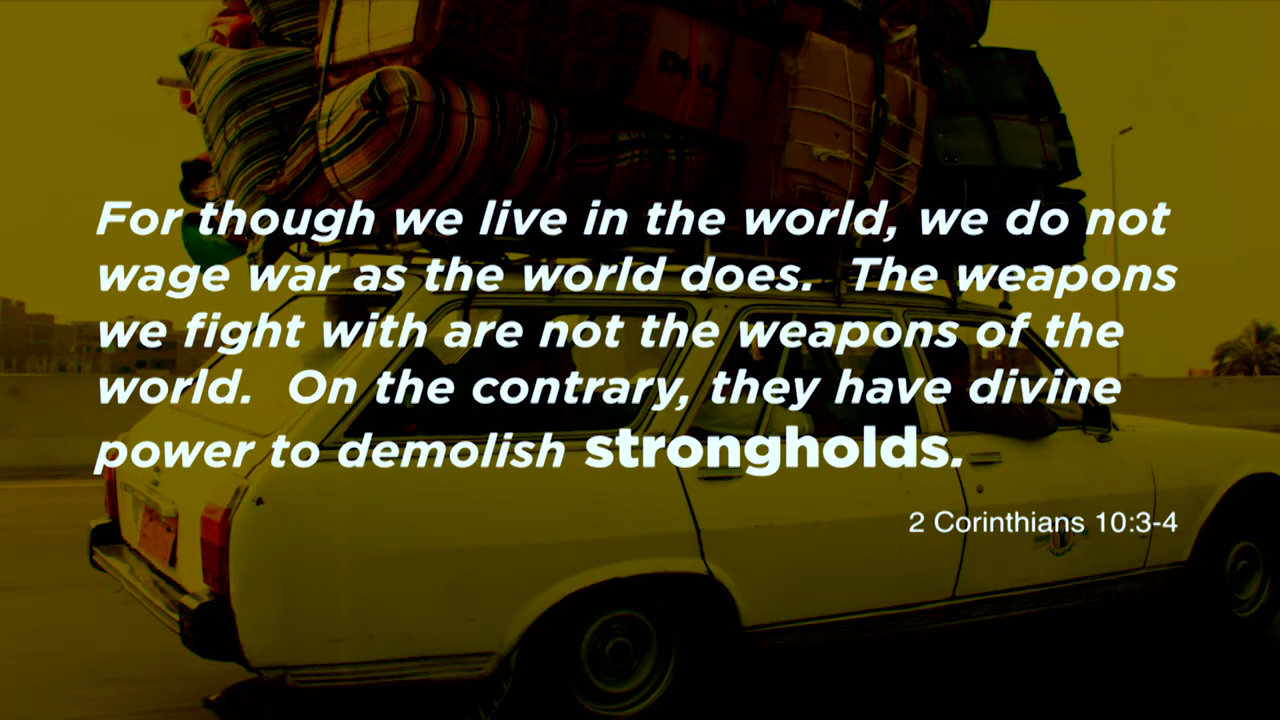 For though we live in the world, we do not
wage war as the world does.  The weapons
we fight with are not the weapons of the
world.  On the contrary, they have divine
power to demolish strongholds.
2 Corinthians 10:3-4